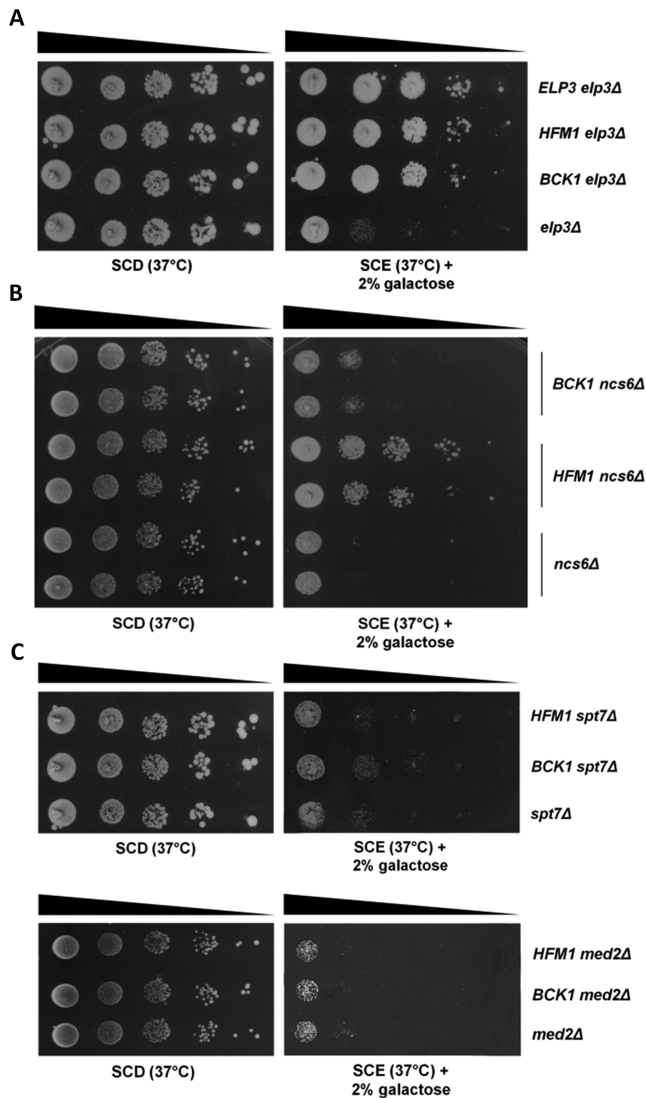 A
ELP3 elp3Δ
HFM1 elp3Δ
BCK1 elp3Δ
elp3Δ
SCD (37°C)
SCE (37°C) +
2% galactose
B
BCK1 ncs6Δ
HFM1 ncs6Δ
ncs6Δ
SCD (37°C)
SCE (37°C) +
2% galactose
C
HFM1 spt7Δ
BCK1 spt7Δ
spt7Δ
SCD (37°C)
SCE (37°C) +
2% galactose
HFM1 med2Δ
BCK1 med2Δ
med2Δ
SCD (37°C)
SCE (37°C) +
2% galactose